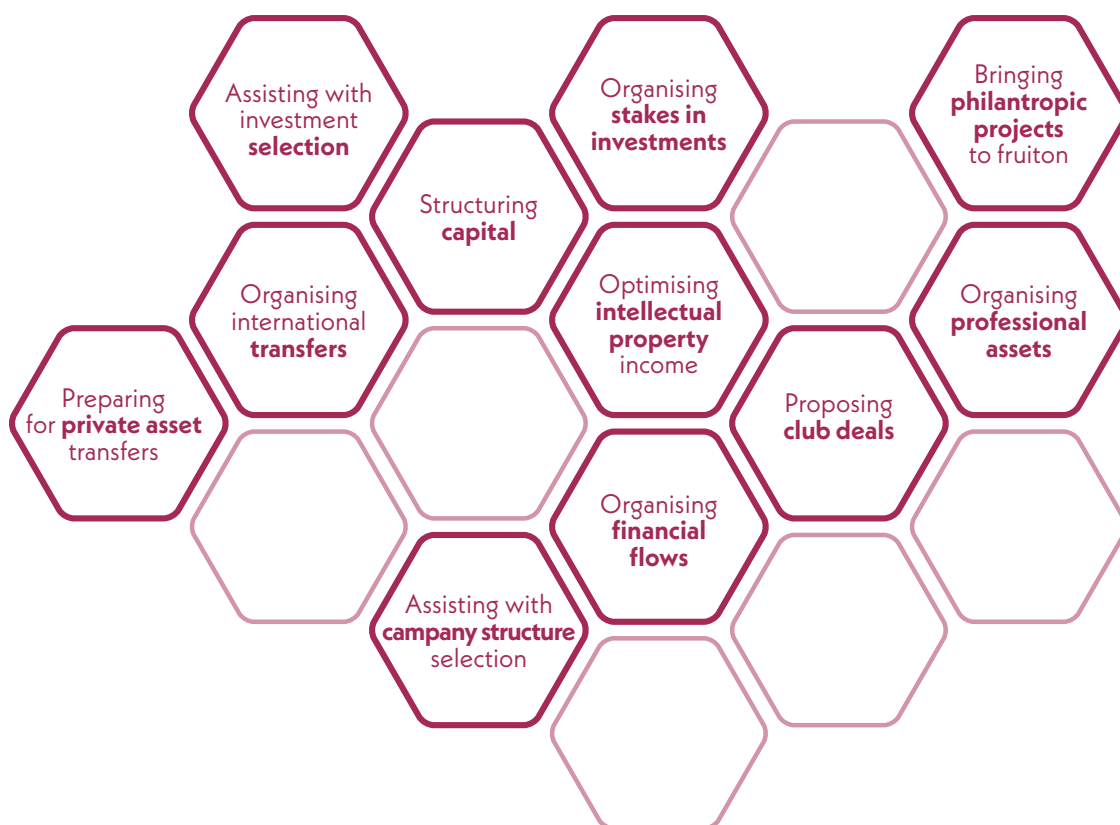 Assisting with
investment
selection
Organising
stakes in
investments
Bringing
philantropic
projects
to fruiton
Structuring
capital
Organising
international
transfers
Optimising
intellectual
property
income
Organising
professional
assets
Preparing
for private asset
transfers
Proposing
club deals
Organising
financial
flows
Assisting with
campany structure
selection